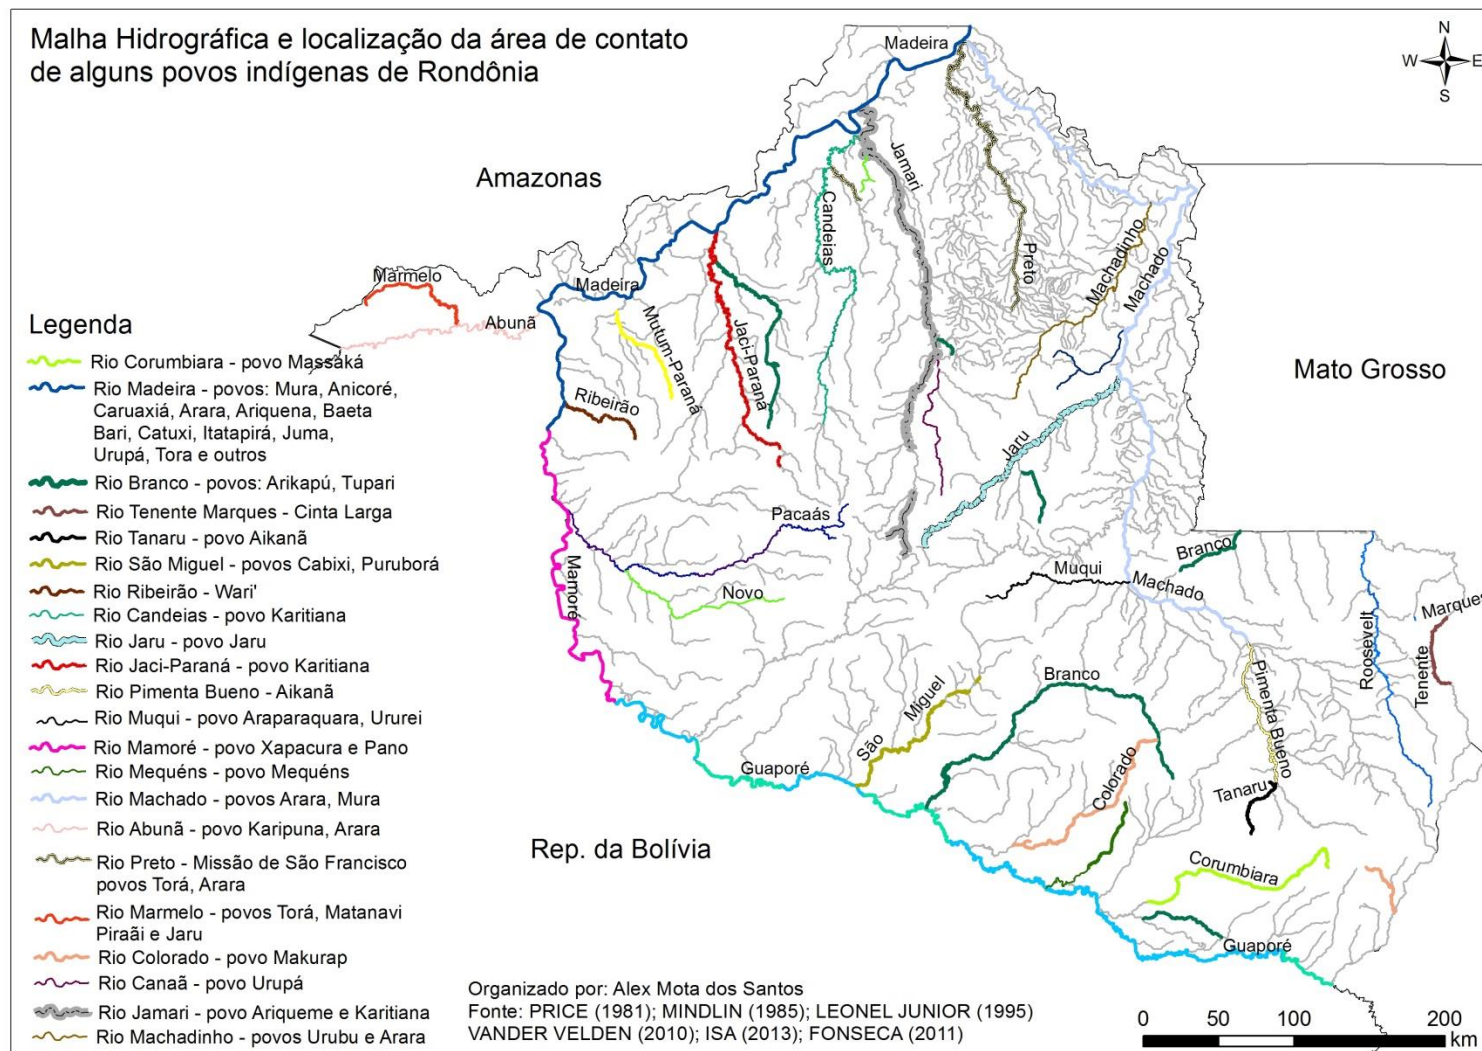 Malha Hidrográfica e localização da área de contato
de alguns povos indígenas de Rondônia
N
W
E
S
Madeira
Amazonas
Jamari
Candeias
Preto
Machadinho
Machado
Marmelo
Abunã
Madeira
Mutum-Paraná
Jaci-Paraná
Ribeirão
Mato Grosso
Jaru
Pacaás
Novo
Mamoré
Muqui
Machado
Branco
Roosevelt
Marques
Tenente
Pimenta Bueno
Branco
Miguel
São
Guaporé
Colorado
Tanaru
Corumbiara
Guaporé
Rep. da Bolívia
Legenda
Rio Corumbiara - povo Massaká
Rio Madeira - povos: Mura, Anicoré,
Caruaxiá, Arara, Ariquena, Baeta
Bari, Catuxi, Itatapirá, Juma,
Urupá, Tora e outros
Rio Branco - povos: Arikapú, Tupari
Rio Tenente Marques - Cinta Larga
Rio Tanaru - povo Aikanã
Rio São Miguel - povos Cabixi, Puruborá
Rio Ribeirão - Wari'
Rio Candeias - povo Karitiana
Rio Jaru - povo Jaru
Rio Jaci-Paraná - povo Karitiana
Rio Pimenta Bueno - Aikanã
Rio Muqui - povo Araparaquara, Ururei
Rio Mamoré - povo Xapacura e Pano
Rio Mequéns - povo Mequéns
Rio Machado - povos Arara, Mura
Rio Abunã - povo Karipuna, Arara
Rio Preto - Missão de São Francisco
povos Torá, Arara
Rio Marmelo - povos Torá, Matanavi
Piraãi e Jaru
Rio Colorado - povo Makurap
Rio Canaã - povo Urupá
Rio Jamari - povo Ariqueme e Karitiana
Rio Machadinho - povos Urubu e Arara
Organizado por: Alex Mota dos Santos
Fonte: PRICE (1981); MINDLIN (1985); LEONEL JUNIOR (1995)
VANDER VELDEN (2010); ISA (2013); FONSECA (2011)
0 50 100 200
km